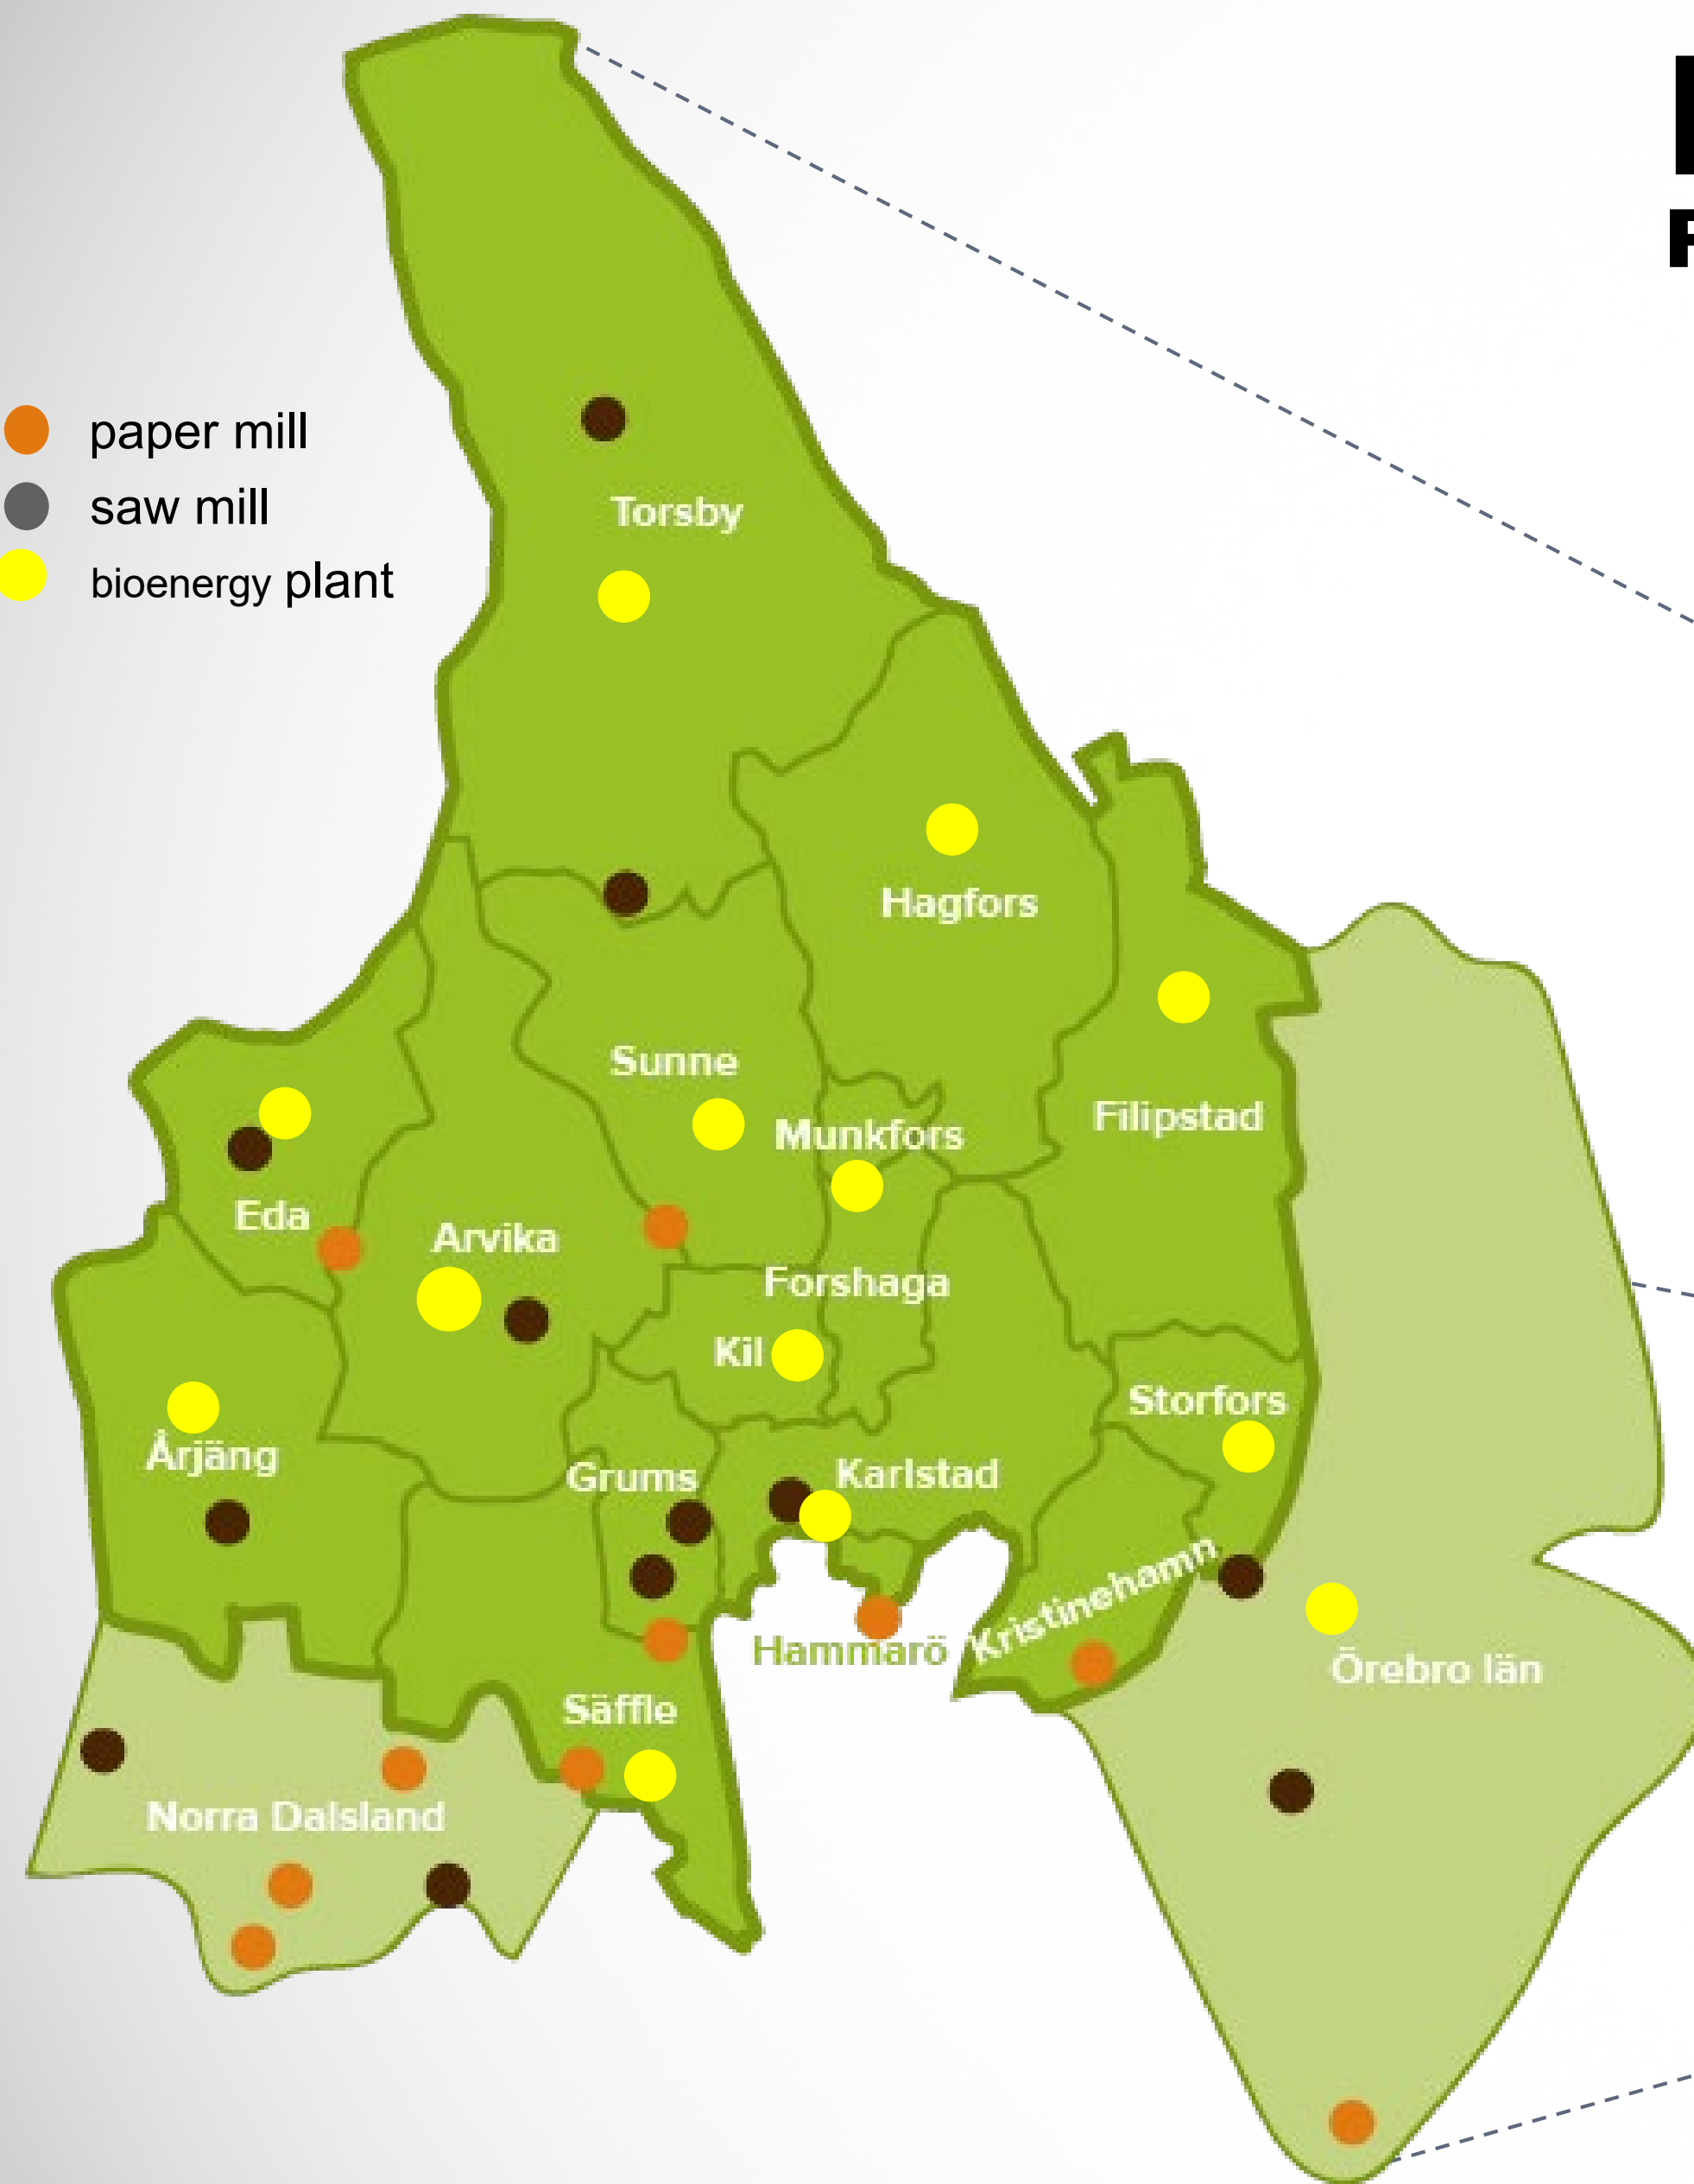 paper mill
saw mill
bioenergy plant
Torsby
Hagfors
Sunne
Munkfors
Filipstad
Eda
Arvika
Forshaga
Kil
Storfors
Årjäng
Grums
Karlstad
Kristinehamn
Hammarö
Örebro län
Säffle
Norra Dalsland